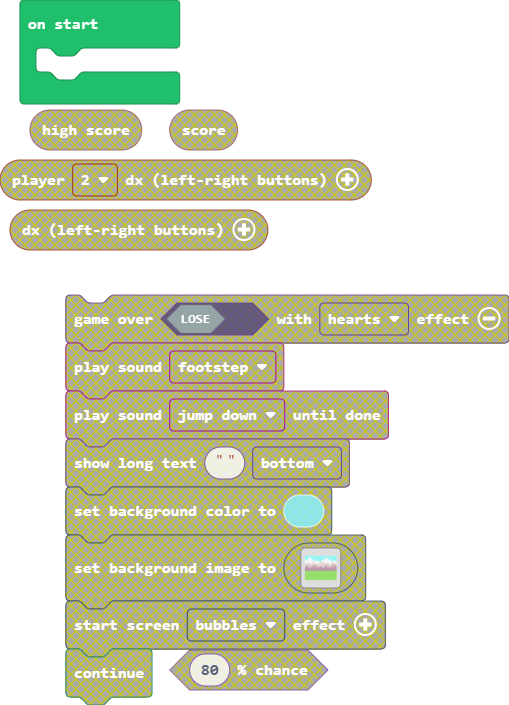 on start
high score score
player 2 dx (left-right buttons)
dx (left-right buttons)
game over LOSE with hearts effect
play sound footstep
play sound jump down until done
show long text " " bottom
set background color to
set background image to
start screen bubbles effect
continue 80 % chance